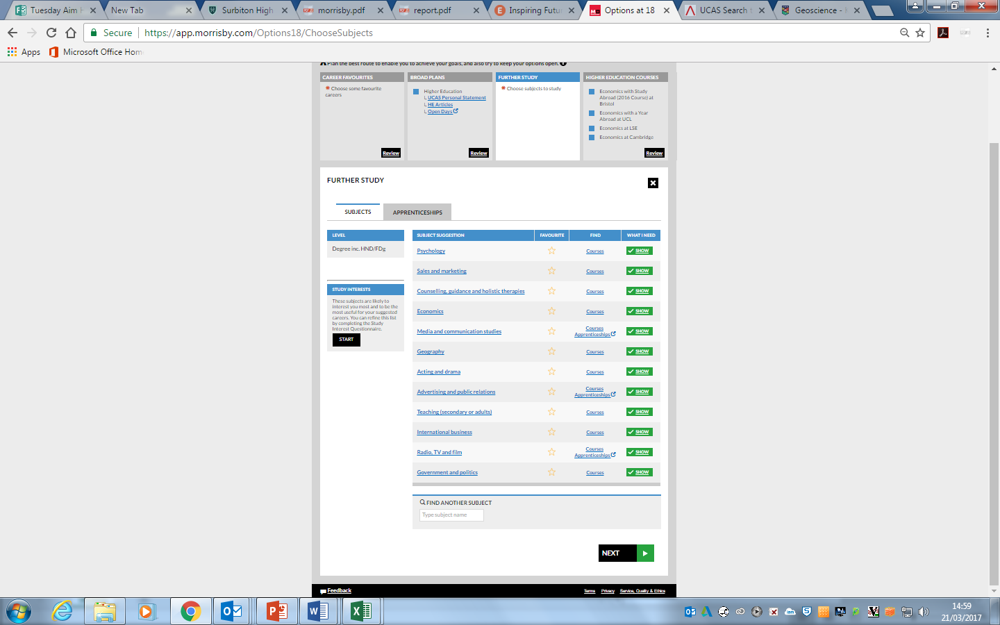 Tuesday Aim H
New Tab
Surbiton High
morrisby.pdf
report.pdf
Inspiring Futur
Options at 18
UCAS Search t
Geoscience -
Secure
https://app.morrisby.com/Options18/ChooseSubjects
Apps
Microsoft Office Hom
Plan the best route to enable you to achieve your goals, and also try to keep your options open.
CAREER FAVOURITES
* Choose some favourite
careers
Review
BROAD PLANS
Higher Education
UCAS Personal Statement
HE Articles
Open Days
Review
FURTHER STUDY
* Choose subjects to study
HIGHER EDUCATION COURSES
Economics with Study
Abroad (2016 Course) at
Bristol
Economics with a Year
Abroad at UCL
Economics at LSE
Economics at Cambridge
Review
FURTHER STUDY
SUBJECTS
APPRENTICESHIPS
LEVEL
Degree inc. HND/FDg
STUDY INTERESTS
These subjects are likely to
interest you most and to be the
most useful for your suggested
careers. You can refine this list
by completing the Study
Interest Questionnaire.
START
SUBJECT SUGGESTION FAVOURITE FIND WHAT I NEED
Psychology Courses SHOW
Sales and marketing Courses SHOW
Counselling, guidance and holistic therapies Courses SHOW
Economics Courses SHOW
Media and communication studies Courses Apprenticeships SHOW
Geography Courses SHOW
Acting and drama Courses SHOW
Advertising and public relations Courses Apprenticeships SHOW
Teaching (secondary or adults) Courses SHOW
International business Courses SHOW
Radio, TV and film Courses Apprenticeships SHOW
Government and politics Courses SHOW
FIND ANOTHER SUBJECT
Type subject name
NEXT
Feedback
Terms Privacy Service, Quality & Ethics
14:59
21/03/2017